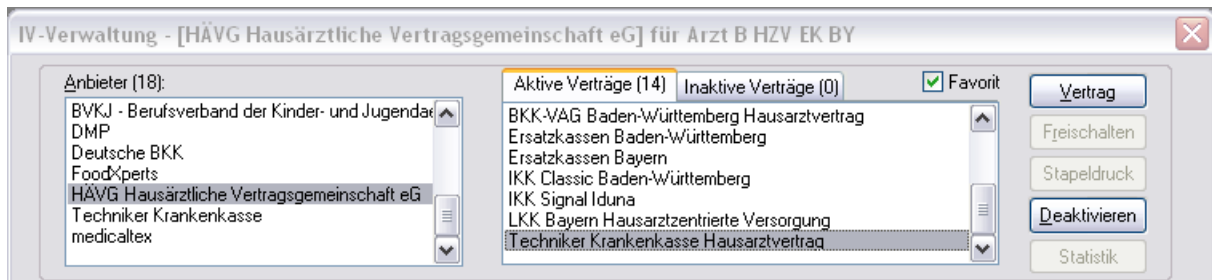 IV-Verwaltung - [HÄVG Hausärztliche Vertragsgemeinschaft eG] für Arzt B HZV EK BY
Anbieter (18):
BVKJ - Berufsverband der Kinder- und Jugendae
DMP
Deutsche BKK
FoodXperts
HÄVG Hausärztliche Vertragsgemeinschaft eG
Techniker Krankenkasse
medicaltex
Aktive Verträge (14) Inaktive Verträge (0) Favorit
BKK-VAG Baden-Württemberg Hausarztvertrag
Ersatzkassen Baden-Württemberg
Ersatzkassen Bayern
IKK Classic Baden-Württemberg
IKK Signal Iduna
LKK Bayern Hausarztzentrierte Versorgung
Techniker Krankenkasse Hausarztvertrag
Vertrag
Freischalten
Stapeldruck
Deaktivieren
Statistik